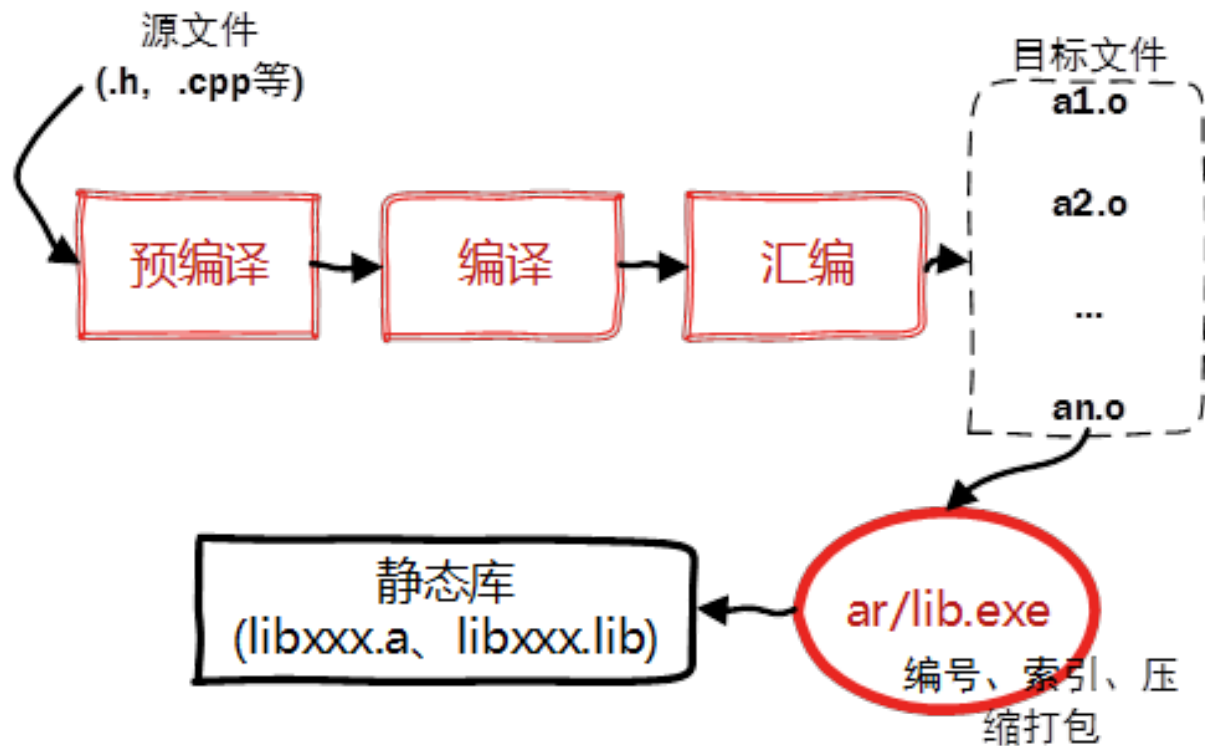 源文件
(.h，.cpp等)
目标文件
a1.o
a2.o
...
an.o
预编译
编译
汇编
ar/lib.exe
编号、索引、压
缩打包
静态库
(libxxx.a、libxxx.lib)